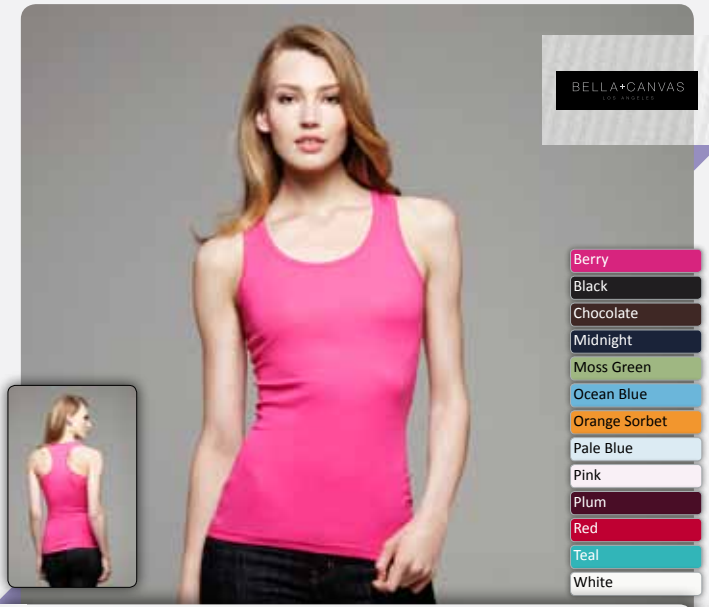 BELLA+CANVAS
LOS ANGELES
Berry
Black
Chocolate
Midnight
Moss Green
Ocean Blue
Orange Sorbet
Pale Blue
Pink
Plum
Red
Teal
White